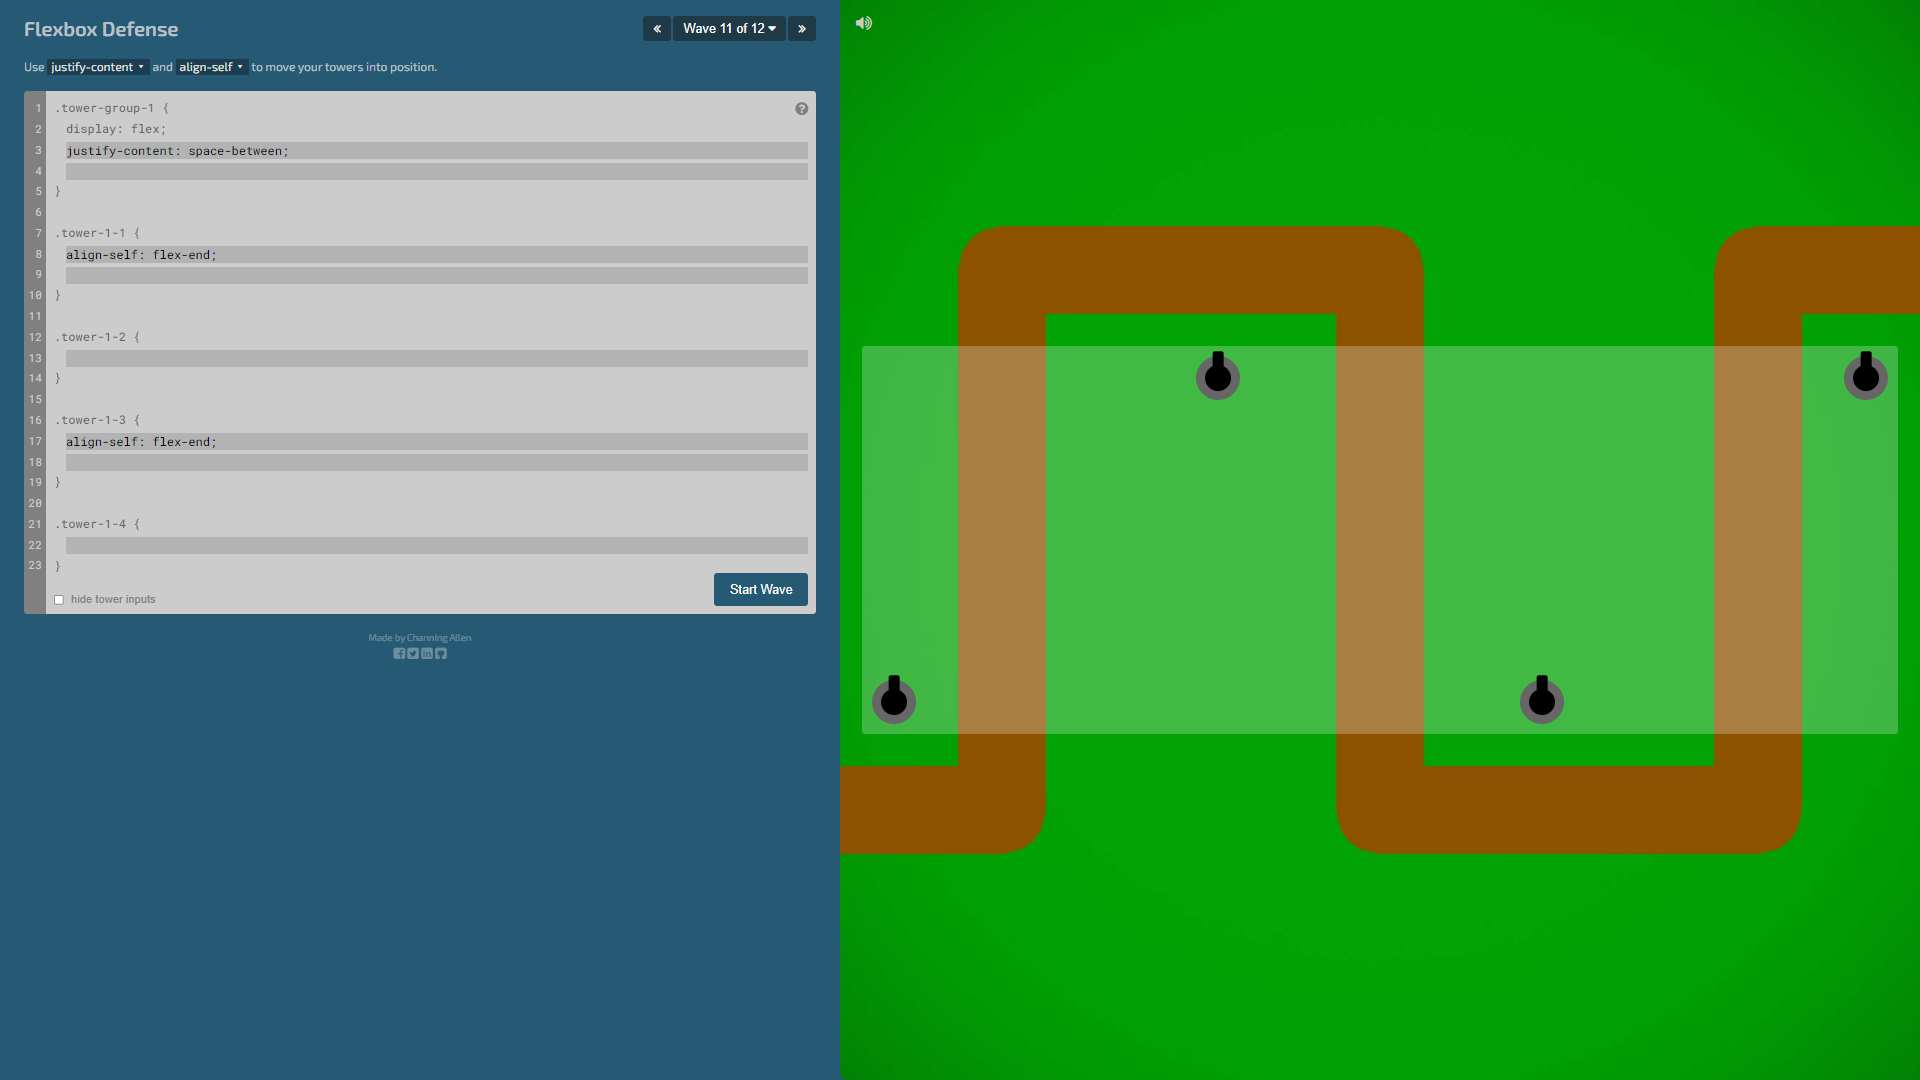 Flexbox Defense
« Wave 11 of 12 »
Use justify-content and align-self to move your towers into position.
1 .tower-group-1 {
2 display: flex;
3 justify-content: space-between;
4
5 }
6
7 .tower-1-1 {
8 align-self: flex-end;
9
10 }
11
12 .tower-1-2 {
13
14 }
15
16 .tower-1-3 {
17 align-self: flex-end;
18
19 }
20
21 .tower-1-4 {
22
23 }
Start Wave
hide tower inputs
Made by Channing Allen